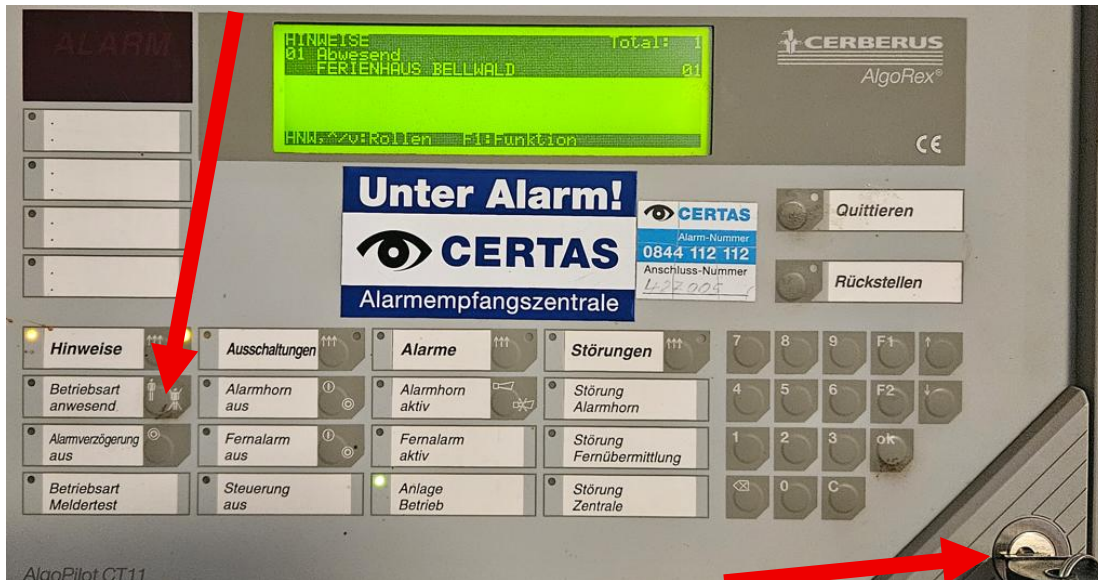 ALARM
HINWEISE Total: 1
01 Abwesend
FERIENHAUS BELLWALD 01
HNW,^/v:Rollen F1:Funktion
CERBERUS
AlgoRex®
CE
Unter Alarm!
CERTAS
Alarmempfangszentrale
CERTAS
Alarm-Nummer
0844 112 112
Anschluss-Nummer
Quittieren
Rückstellen
Hinweise
Ausschaltungen
Alarme
Störungen
7 8 9 F1 ↑
Betriebsart
anwesend
Alarmhorn
aus
Alarmhorn
aktiv
Störung
Alarmhorn
4 5 6 F2 ↓
Alarmverzögerung
aus
Fernalarm
aus
Fernalarm
aktiv
Störung
Fernübermittlung
1 2 3 ok
Betriebsart
Meldertest
Steuerung
aus
Anlage
Betrieb
Störung
Zentrale
0 C
AlgoPilot CT11